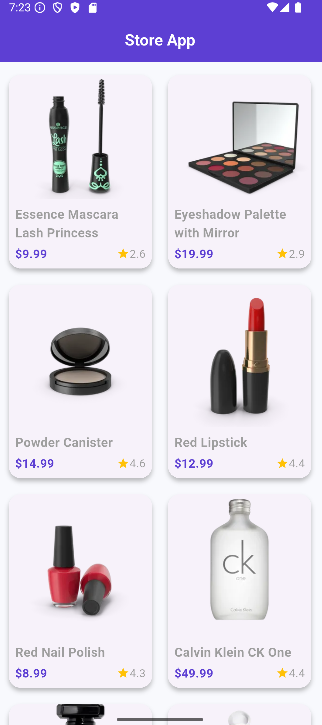 7:23
Store App
essence
Lash
Essence Mascara
Lash Princess
$9.99
2.6
Eyeshadow Palette
with Mirror
$19.99
2.9
Powder Canister
$14.99
4.6
Red Lipstick
$12.99
4.4
ck
one
Calvin Klein
Red Nail Polish
$8.99
4.3
Calvin Klein CK One
$49.99
4.4